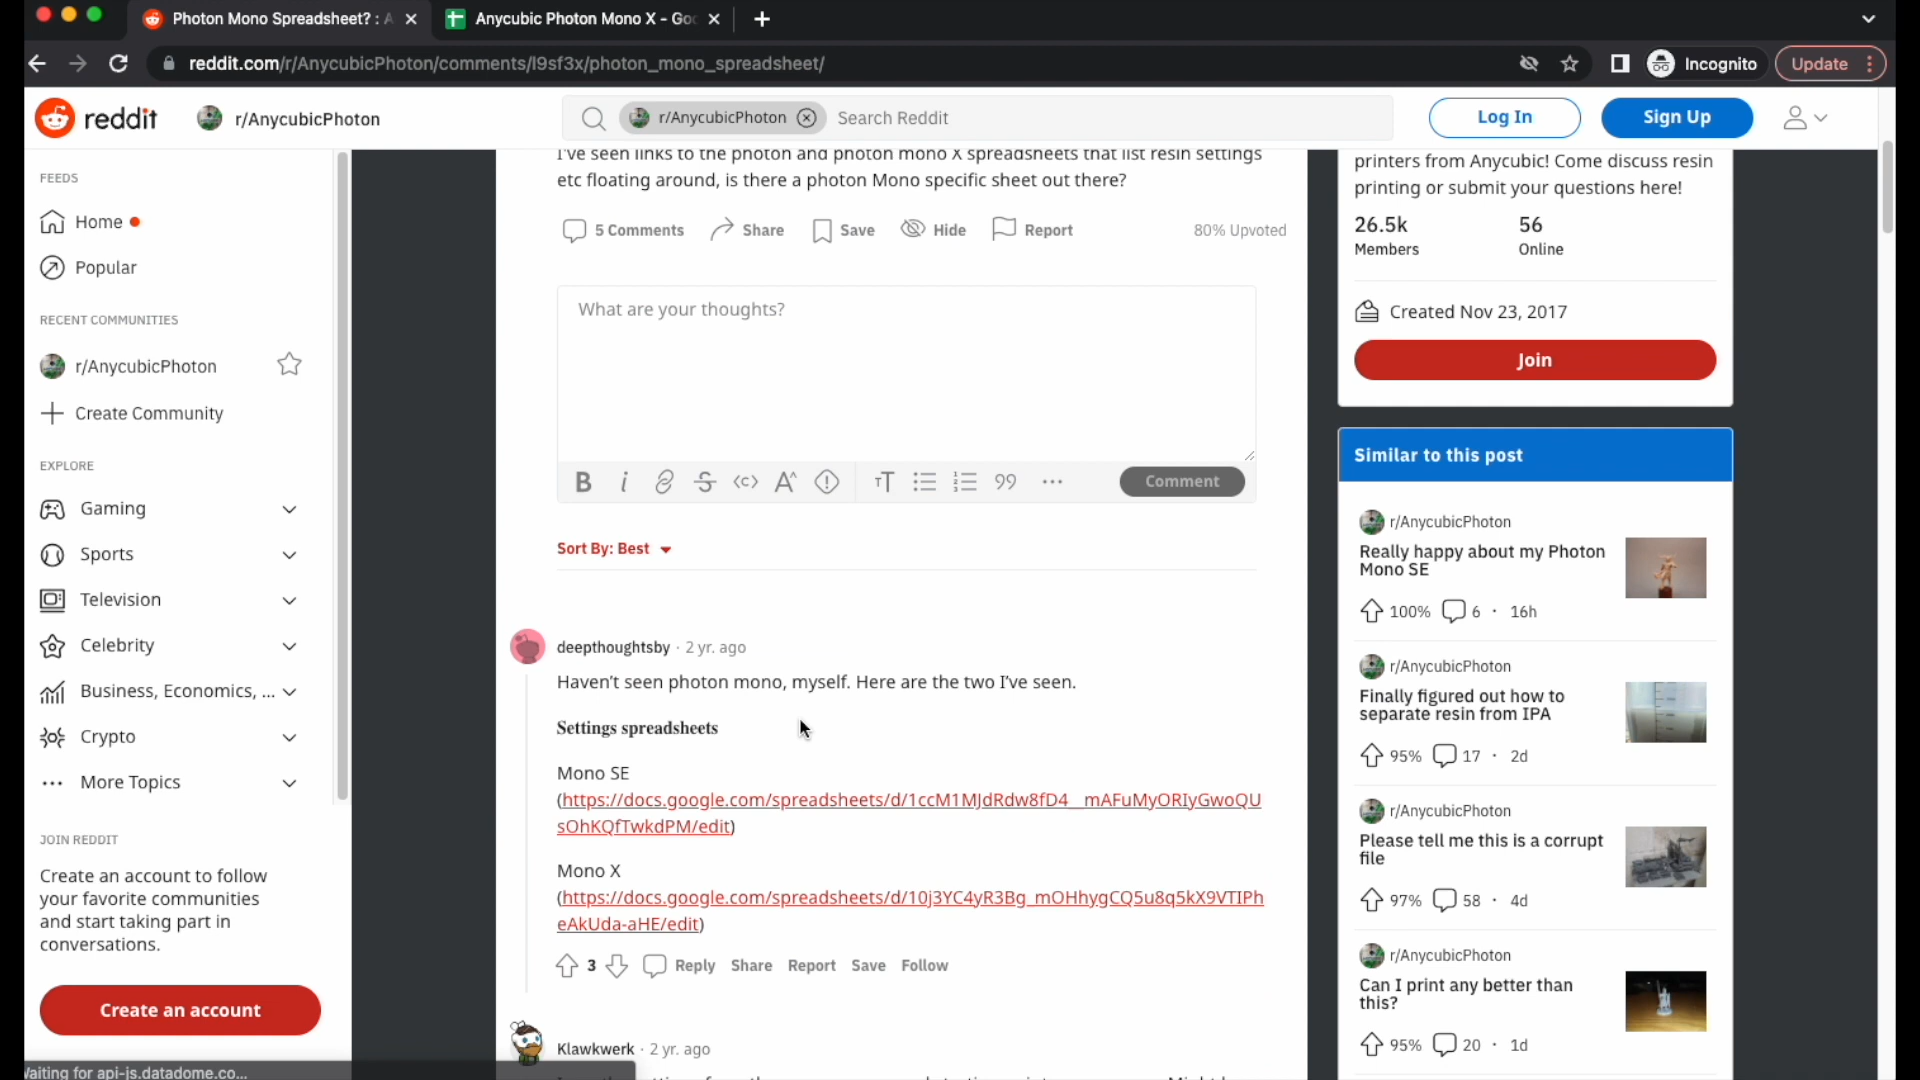 Photon Mono Spreadsheet? : A
Anycubic Photon Mono X - Goo
reddit.com/r/AnycubicPhoton/comments/l9sf3x/photon_mono_spreadsheet/
Incognito
Update
reddit
r/AnycubicPhoton
r/AnycubicPhoton
Search Reddit
Log In
Sign Up
FEEDS
Home
Popular
RECENT COMMUNITIES
r/AnycubicPhoton
Create Community
EXPLORE
Gaming
Sports
Television
Celebrity
Business, Economics, ...
Crypto
More Topics
JOIN REDDIT
Create an account to follow
your favorite communities
and start taking part in
conversations.
Create an account
Waiting for api-js.datadome.co...
I've seen links to the photon and photon mono X spreadsheets that list resin settings
etc floating around, is there a photon Mono specific sheet out there?
5 Comments
Share
Save
Hide
Report
80% Upvoted
What are your thoughts?
Comment
Sort By: Best
deepthoughtsby · 2 yr. ago
Haven't seen photon mono, myself. Here are the two I've seen.
Settings spreadsheets
Mono SE
(https://docs.google.com/spreadsheets/d/1ccM1MJdRdw8fD4__mAFuMyORIyGwoQU
sOhKQfTwkdPM/edit)
Mono X
(https://docs.google.com/spreadsheets/d/10j3YC4yR3Bg_mOHhygCQ5u8q5kX9VTIPh
eAkUda-aHE/edit)
3
Reply
Share
Report
Save
Follow
Klawkwerk · 2 yr. ago
printers from Anycubic! Come discuss resin
printing or submit your questions here!
26.5k
56
Members
Online
Created Nov 23, 2017
Join
Similar to this post
r/AnycubicPhoton
Really happy about my Photon
Mono SE
100% 6 · 16h
r/AnycubicPhoton
Finally figured out how to
separate resin from IPA
95% 17 · 2d
r/AnycubicPhoton
Please tell me this is a corrupt
file
97% 58 · 4d
r/AnycubicPhoton
Can I print any better than
this?
95% 20 · 1d